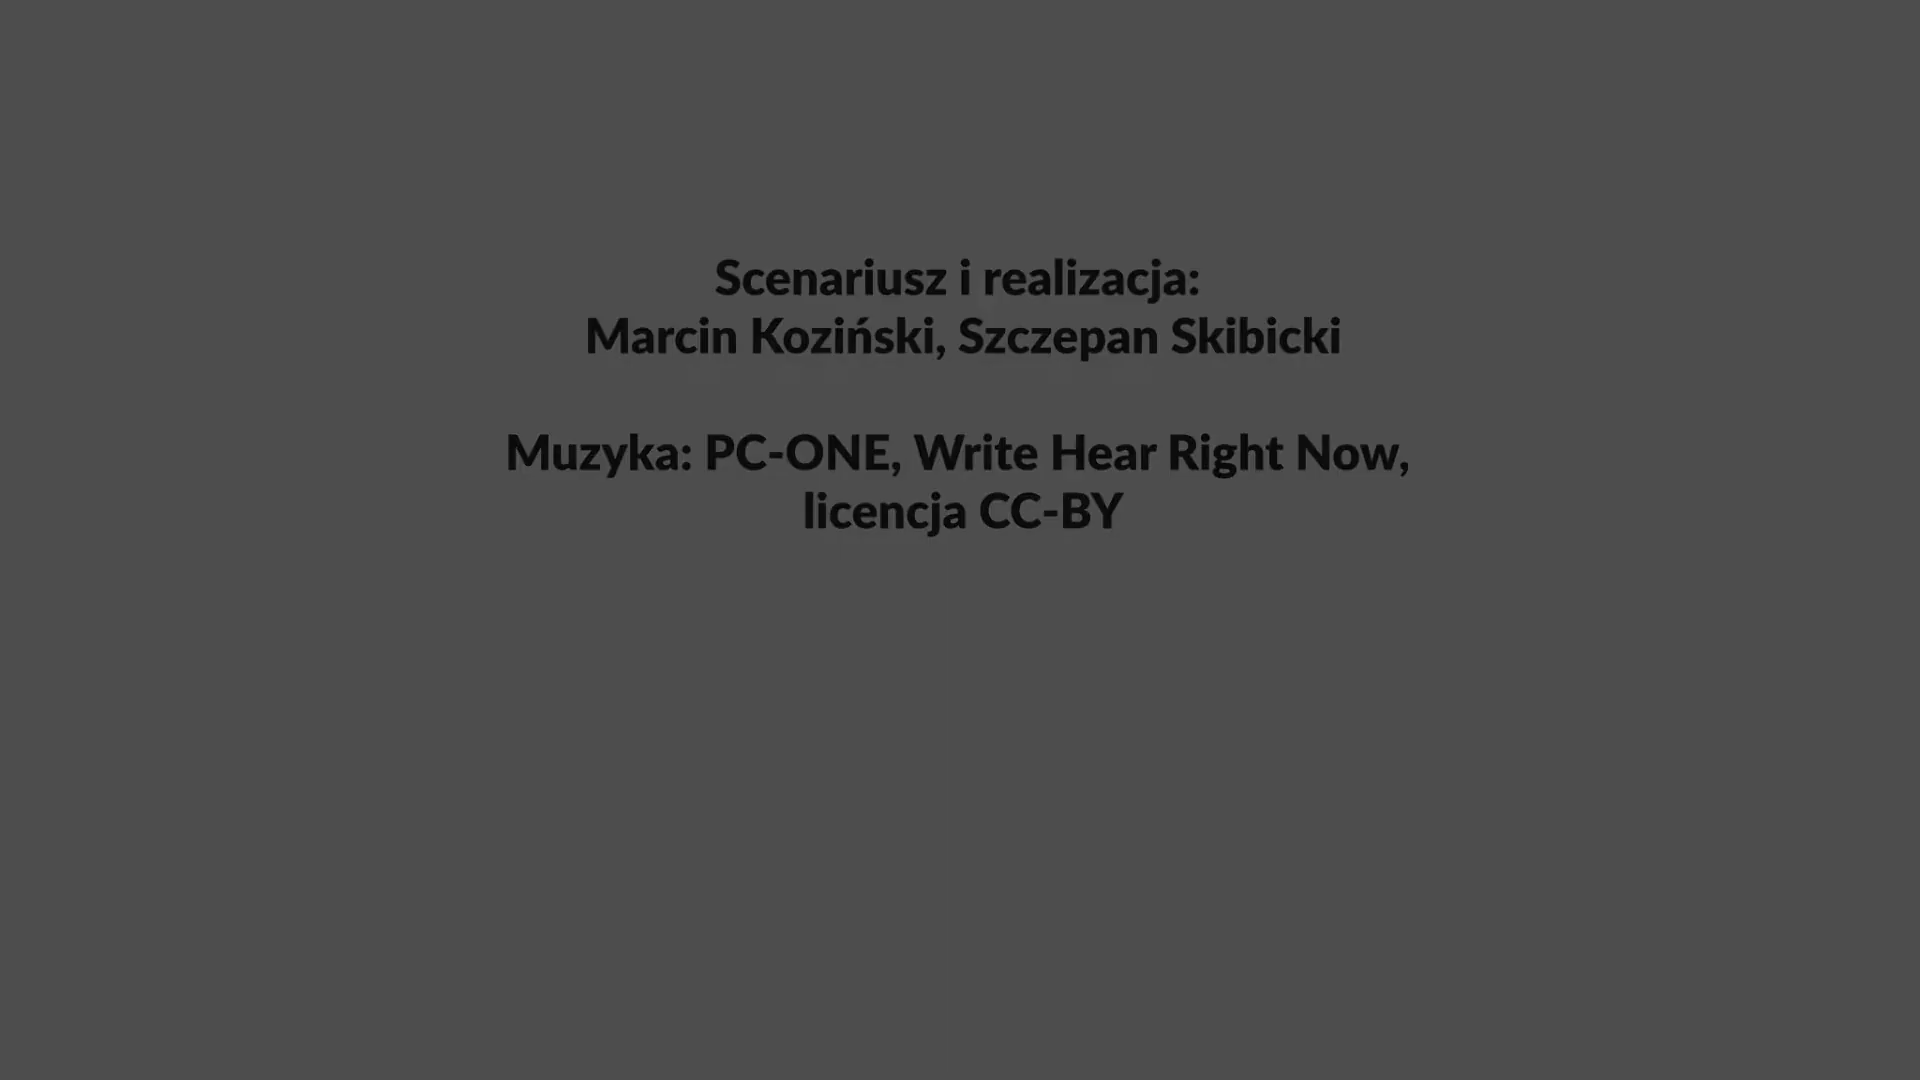 Scenariusz i realizacja:
Marcin Koziński, Szczepan Skibicki
Muzyka: PC-ONE, Write Hear Right Now,
licencja CC-BY